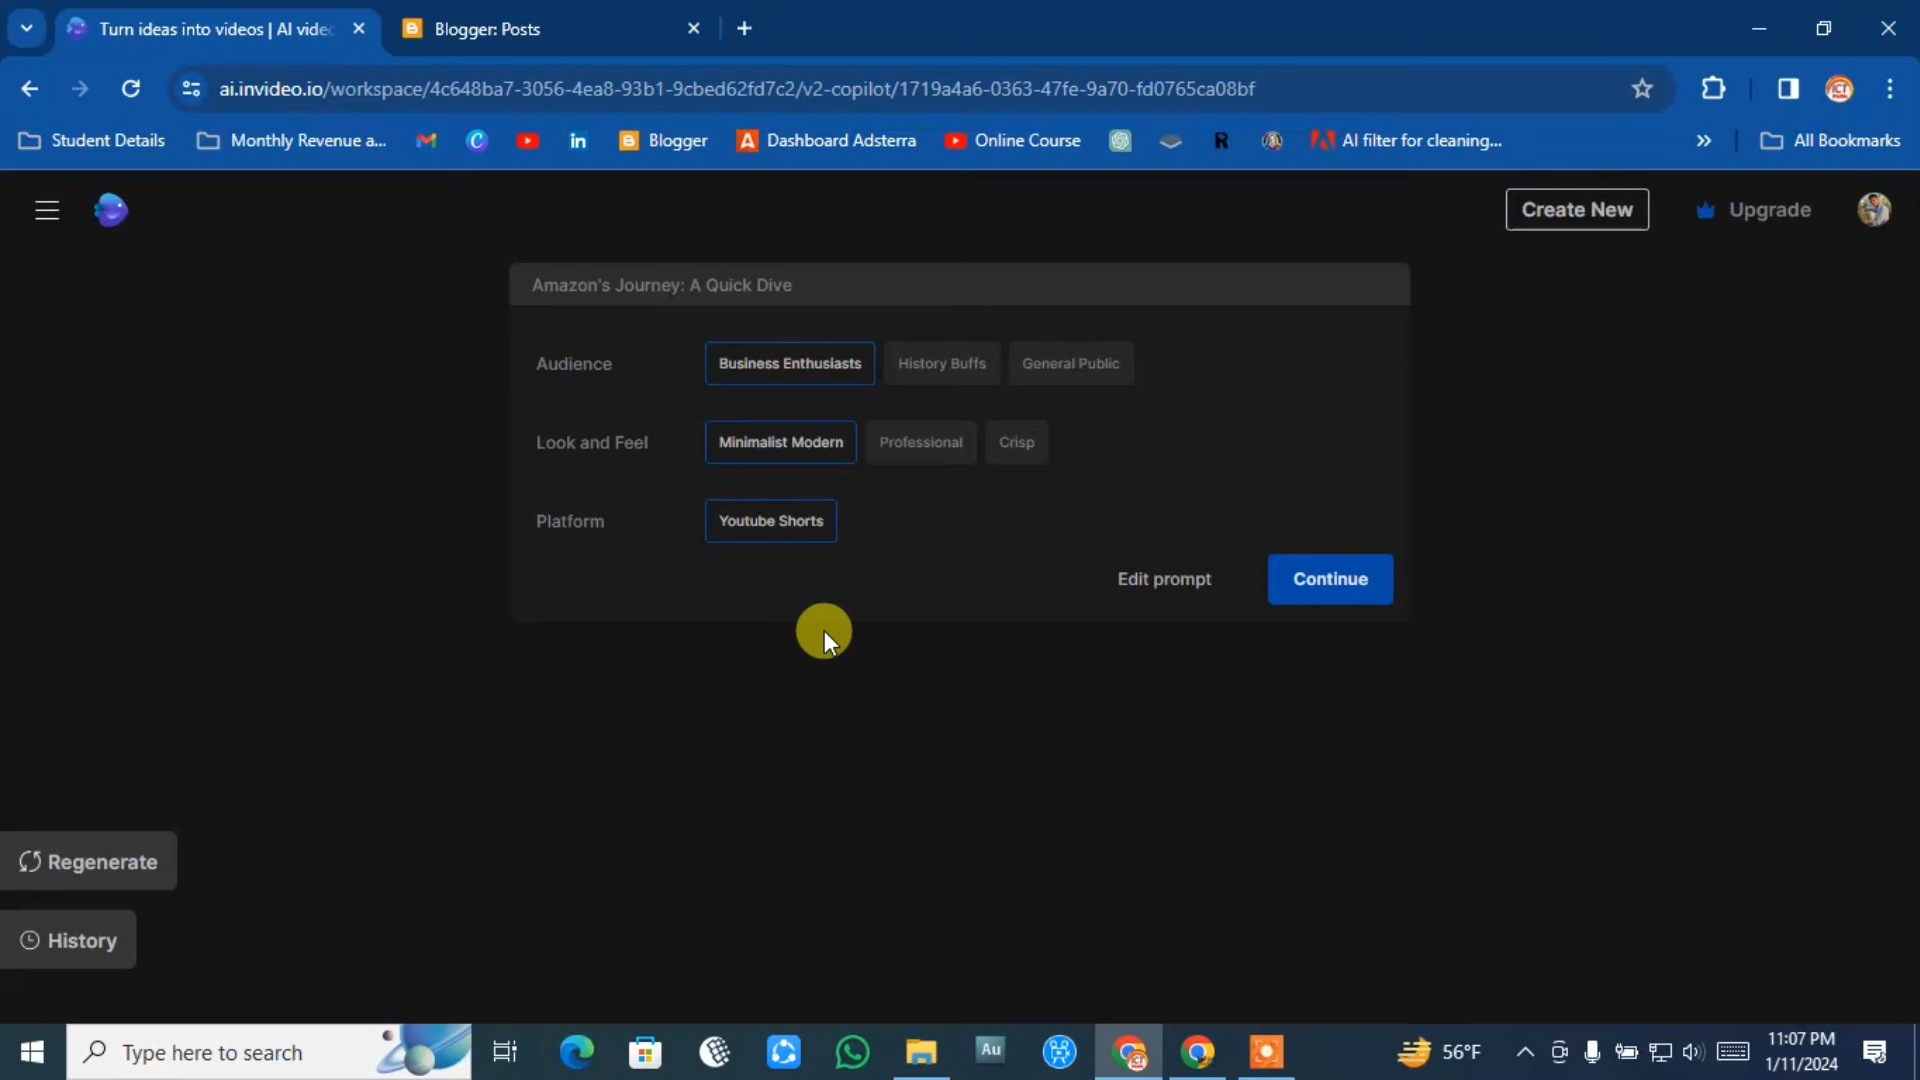 Turn ideas into videos | AI vide
Blogger: Posts
ai.invideo.io/workspace/4c648ba7-3056-4ea8-93b1-9cbed62fd7c2/v2-copilot/1719a4a6-0363-47fe-9a70-fd0765ca08bf
Student Details
Monthly Revenue a...
Blogger
Dashboard Adsterra
Online Course
R
AI filter for cleaning...
All Bookmarks
Create New
Upgrade
Amazon's Journey: A Quick Dive
Audience
Business Enthusiasts
History Buffs
General Public
Look and Feel
Minimalist Modern
Professional
Crisp
Platform
Youtube Shorts
Edit prompt
Continue
Regenerate
History
Type here to search
Au
56°F
11:07 PM
1/11/2024